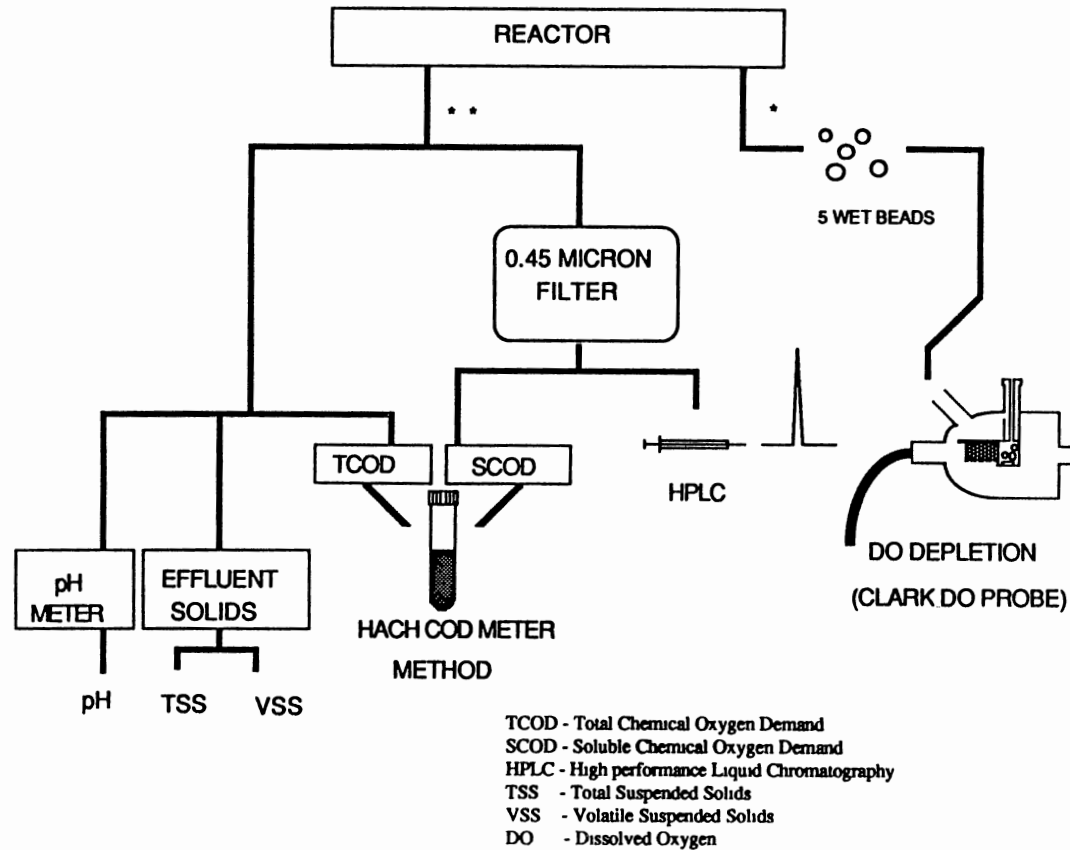 REACTOR
* *
*
5 WET BEADS
0.45 MICRON
FILTER
TCOD
SCOD
HPLC
pH
METER
EFFLUENT
SOLIDS
HACH COD METER
METHOD
DO DEPLETION
(CLARK DO PROBE)
pH
TSS
VSS
TCOD - Total Chemical Oxygen Demand
SCOD - Soluble Chemical Oxygen Demand
HPLC - High performance Liquid Chromatography
TSS - Total Suspended Solids
VSS - Volatile Suspended Solids
DO - Dissolved Oxygen